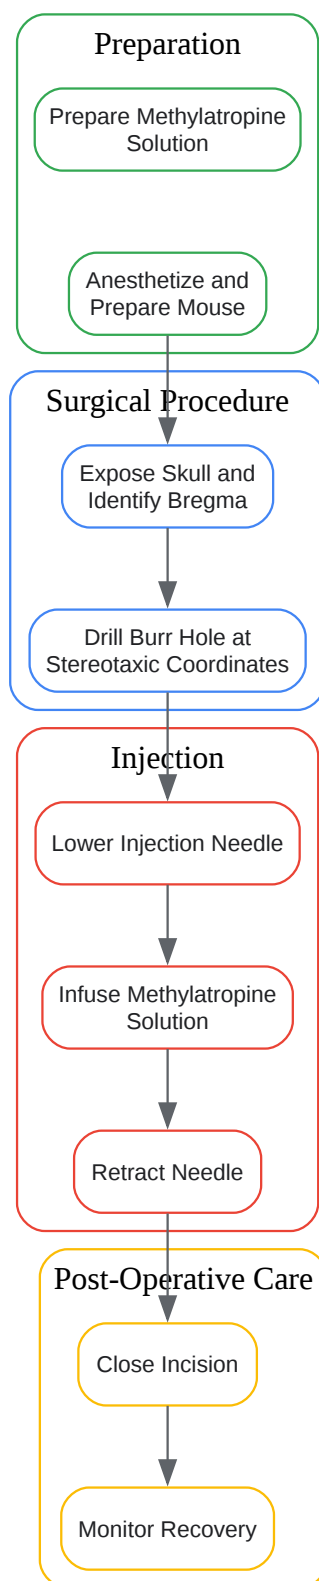 Preparation
Prepare Methylatropine
Solution
Anesthetize and
Prepare Mouse
Surgical Procedure
Expose Skull and
Identify Bregma
Drill Burr Hole at
Stereotaxic Coordinates
Injection
Lower Injection Needle
Infuse Methylatropine
Solution
Retract Needle
Post-Operative Care
Close Incision
Monitor Recovery